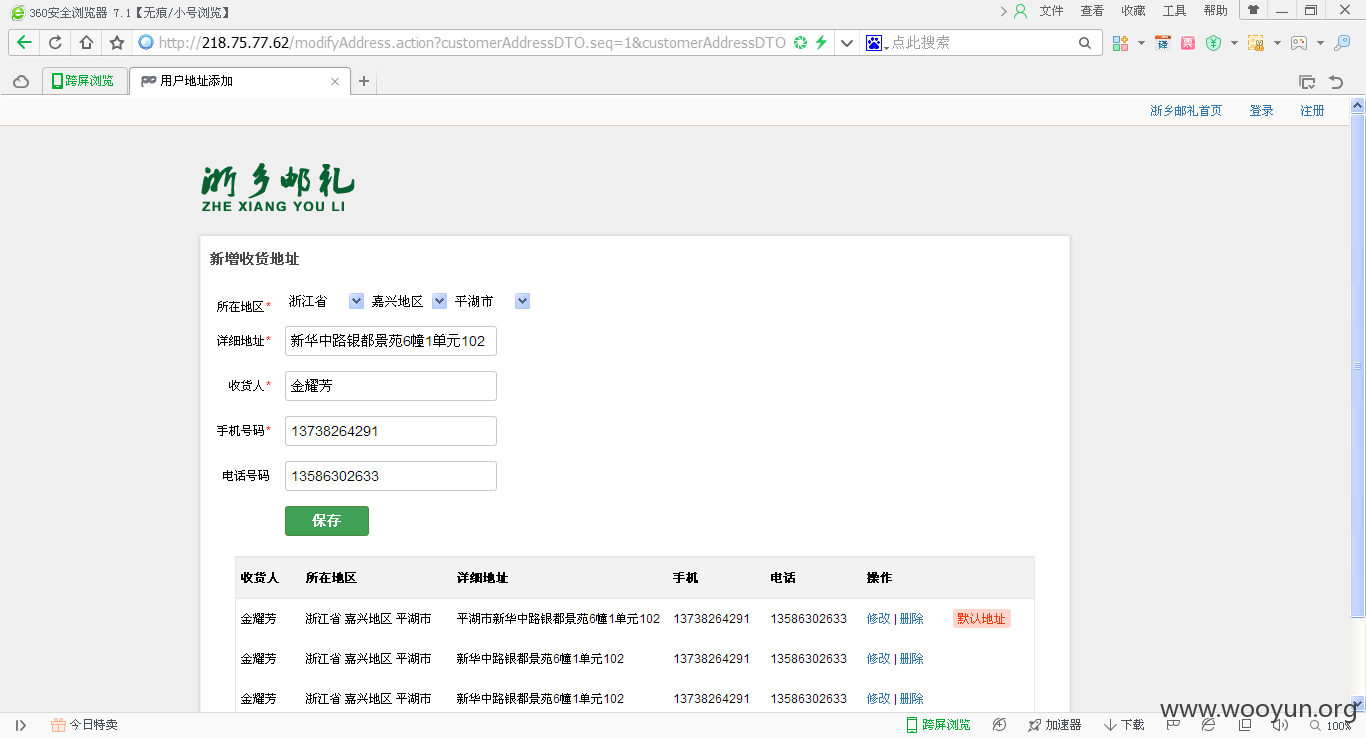 360安全浏览器 7.1【无痕/小号浏览】
文件 查看 收藏 工具 帮助
http://218.75.77.62/modifyAddress.action?customerAddressDTO.seq=1&customerAddressDTO
点此搜索
跨屏浏览
用户地址添加
浙乡邮礼首页 登录 注册
浙乡邮礼
ZHE XIANG YOU LI
新增收货地址
所在地区* 浙江省 嘉兴地区 平湖市
详细地址* 新华中路银都景苑6幢1单元102
收货人* 金耀芳
手机号码* 13738264291
电话号码 13586302633
保存
收货人 所在地区 详细地址 手机 电话 操作
金耀芳 浙江省 嘉兴地区 平湖市 平湖市新华中路银都景苑6幢1单元102 13738264291 13586302633 修改 | 删除 默认地址
金耀芳 浙江省 嘉兴地区 平湖市 新华中路银都景苑6幢1单元102 13738264291 13586302633 修改 | 删除
金耀芳 浙江省 嘉兴地区 平湖市 新华中路银都景苑6幢1单元102 13738264291 13586302633 修改 | 删除
www.wooyun.org
今日特卖
跨屏浏览 加速器 下载 100%